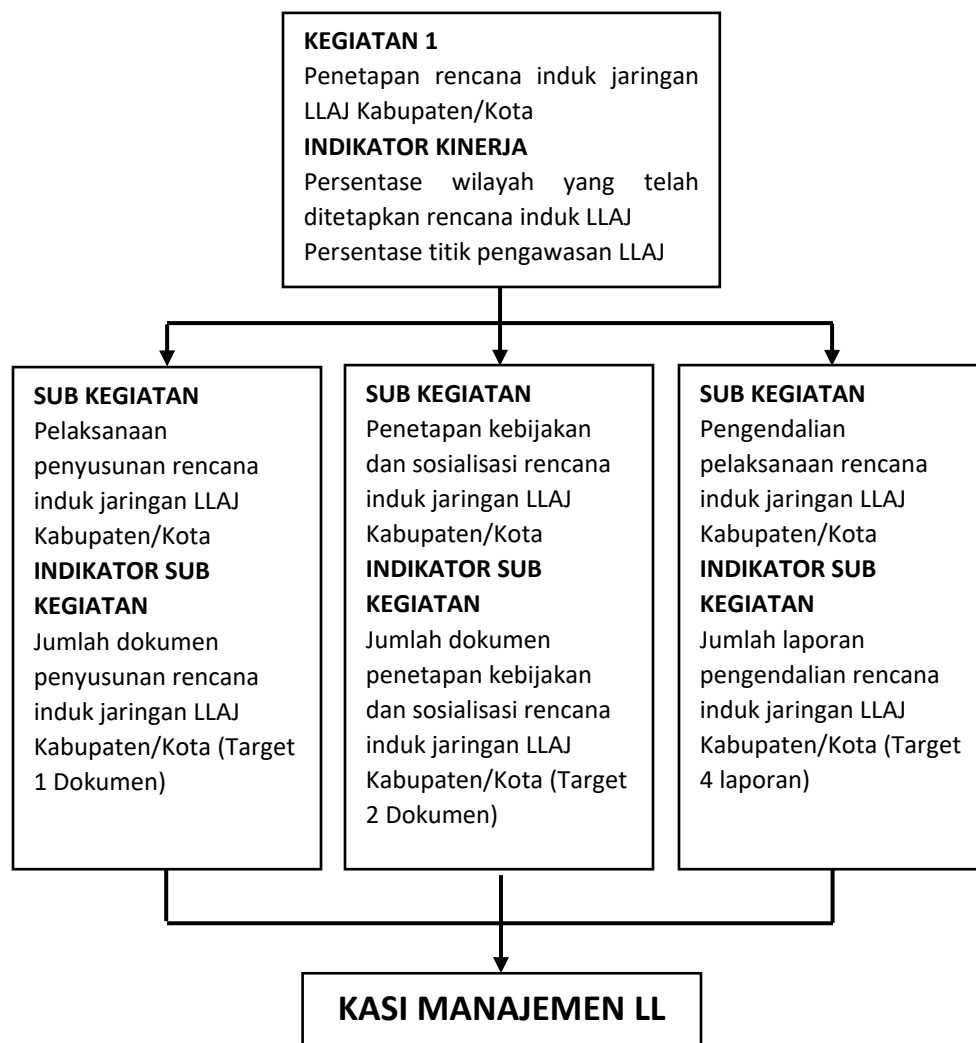 KEGIATAN 1
Penetapan rencana induk jaringan
LLAJ Kabupaten/Kota
INDIKATOR KINERJA
Persentase wilayah yang telah
ditetapkan rencana induk LLAJ
Persentase titik pengawasan LLAJ
SUB KEGIATAN
Pelaksanaan
penyusunan rencana
induk jaringan LLAJ
Kabupaten/Kota
INDIKATOR SUB
KEGIATAN
Jumlah dokumen
penyusunan rencana
induk jaringan LLAJ
Kabupaten/Kota (Target
1 Dokumen)
SUB KEGIATAN
Penetapan kebijakan
dan sosialisasi rencana
induk jaringan LLAJ
Kabupaten/Kota
INDIKATOR SUB
KEGIATAN
Jumlah dokumen
penetapan kebijakan
dan sosialisasi rencana
induk jaringan LLAJ
Kabupaten/Kota (Target
2 Dokumen)
SUB KEGIATAN
Pengendalian
pelaksanaan rencana
induk jaringan LLAJ
Kabupaten/Kota
INDIKATOR SUB
KEGIATAN
Jumlah laporan
pengendalian rencana
induk jaringan LLAJ
Kabupaten/Kota (Target
4 laporan)
KASI MANAJEMEN LL